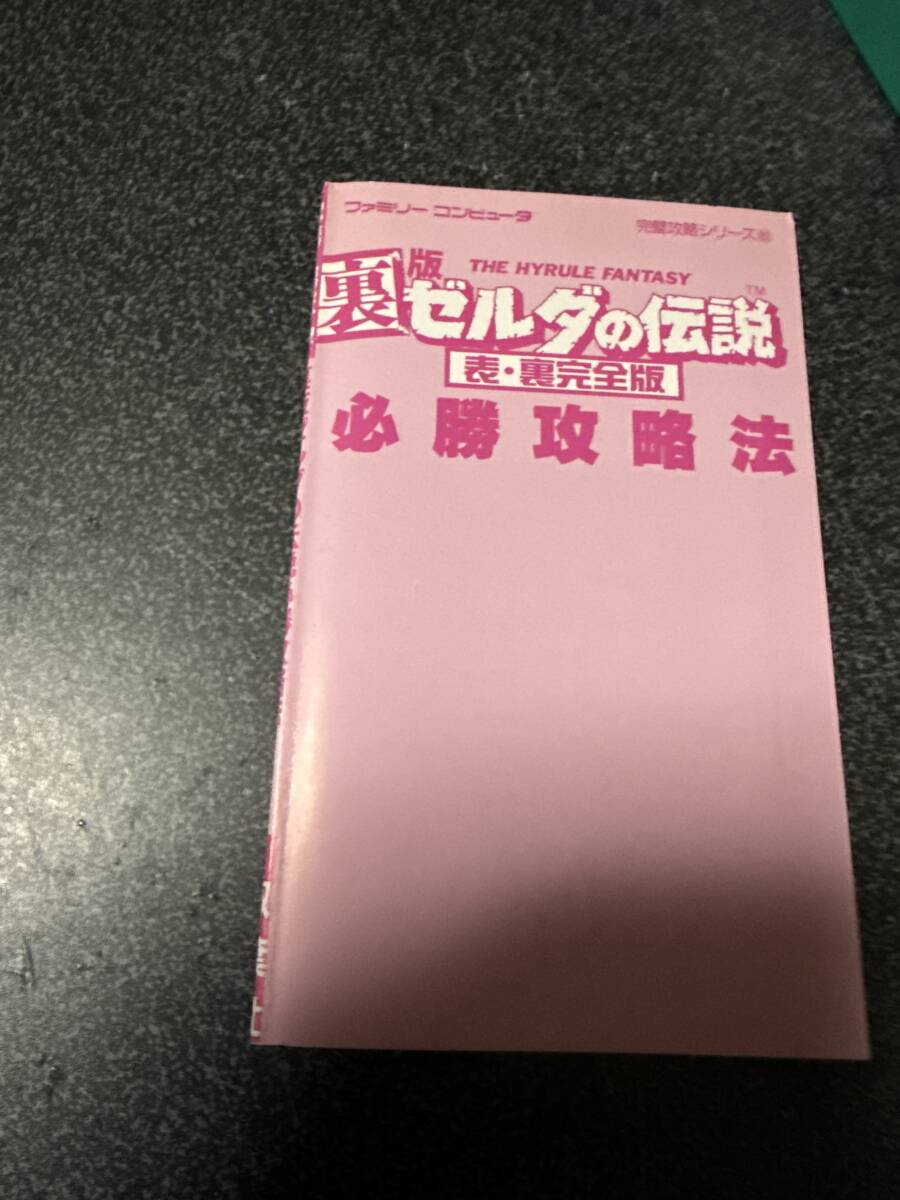 ファミリー コンピュータ
完璧攻略シリーズ
裏版
THE HYRULE FANTASY
ゼルダの伝説 TM
表・裏完全版
必勝攻略法